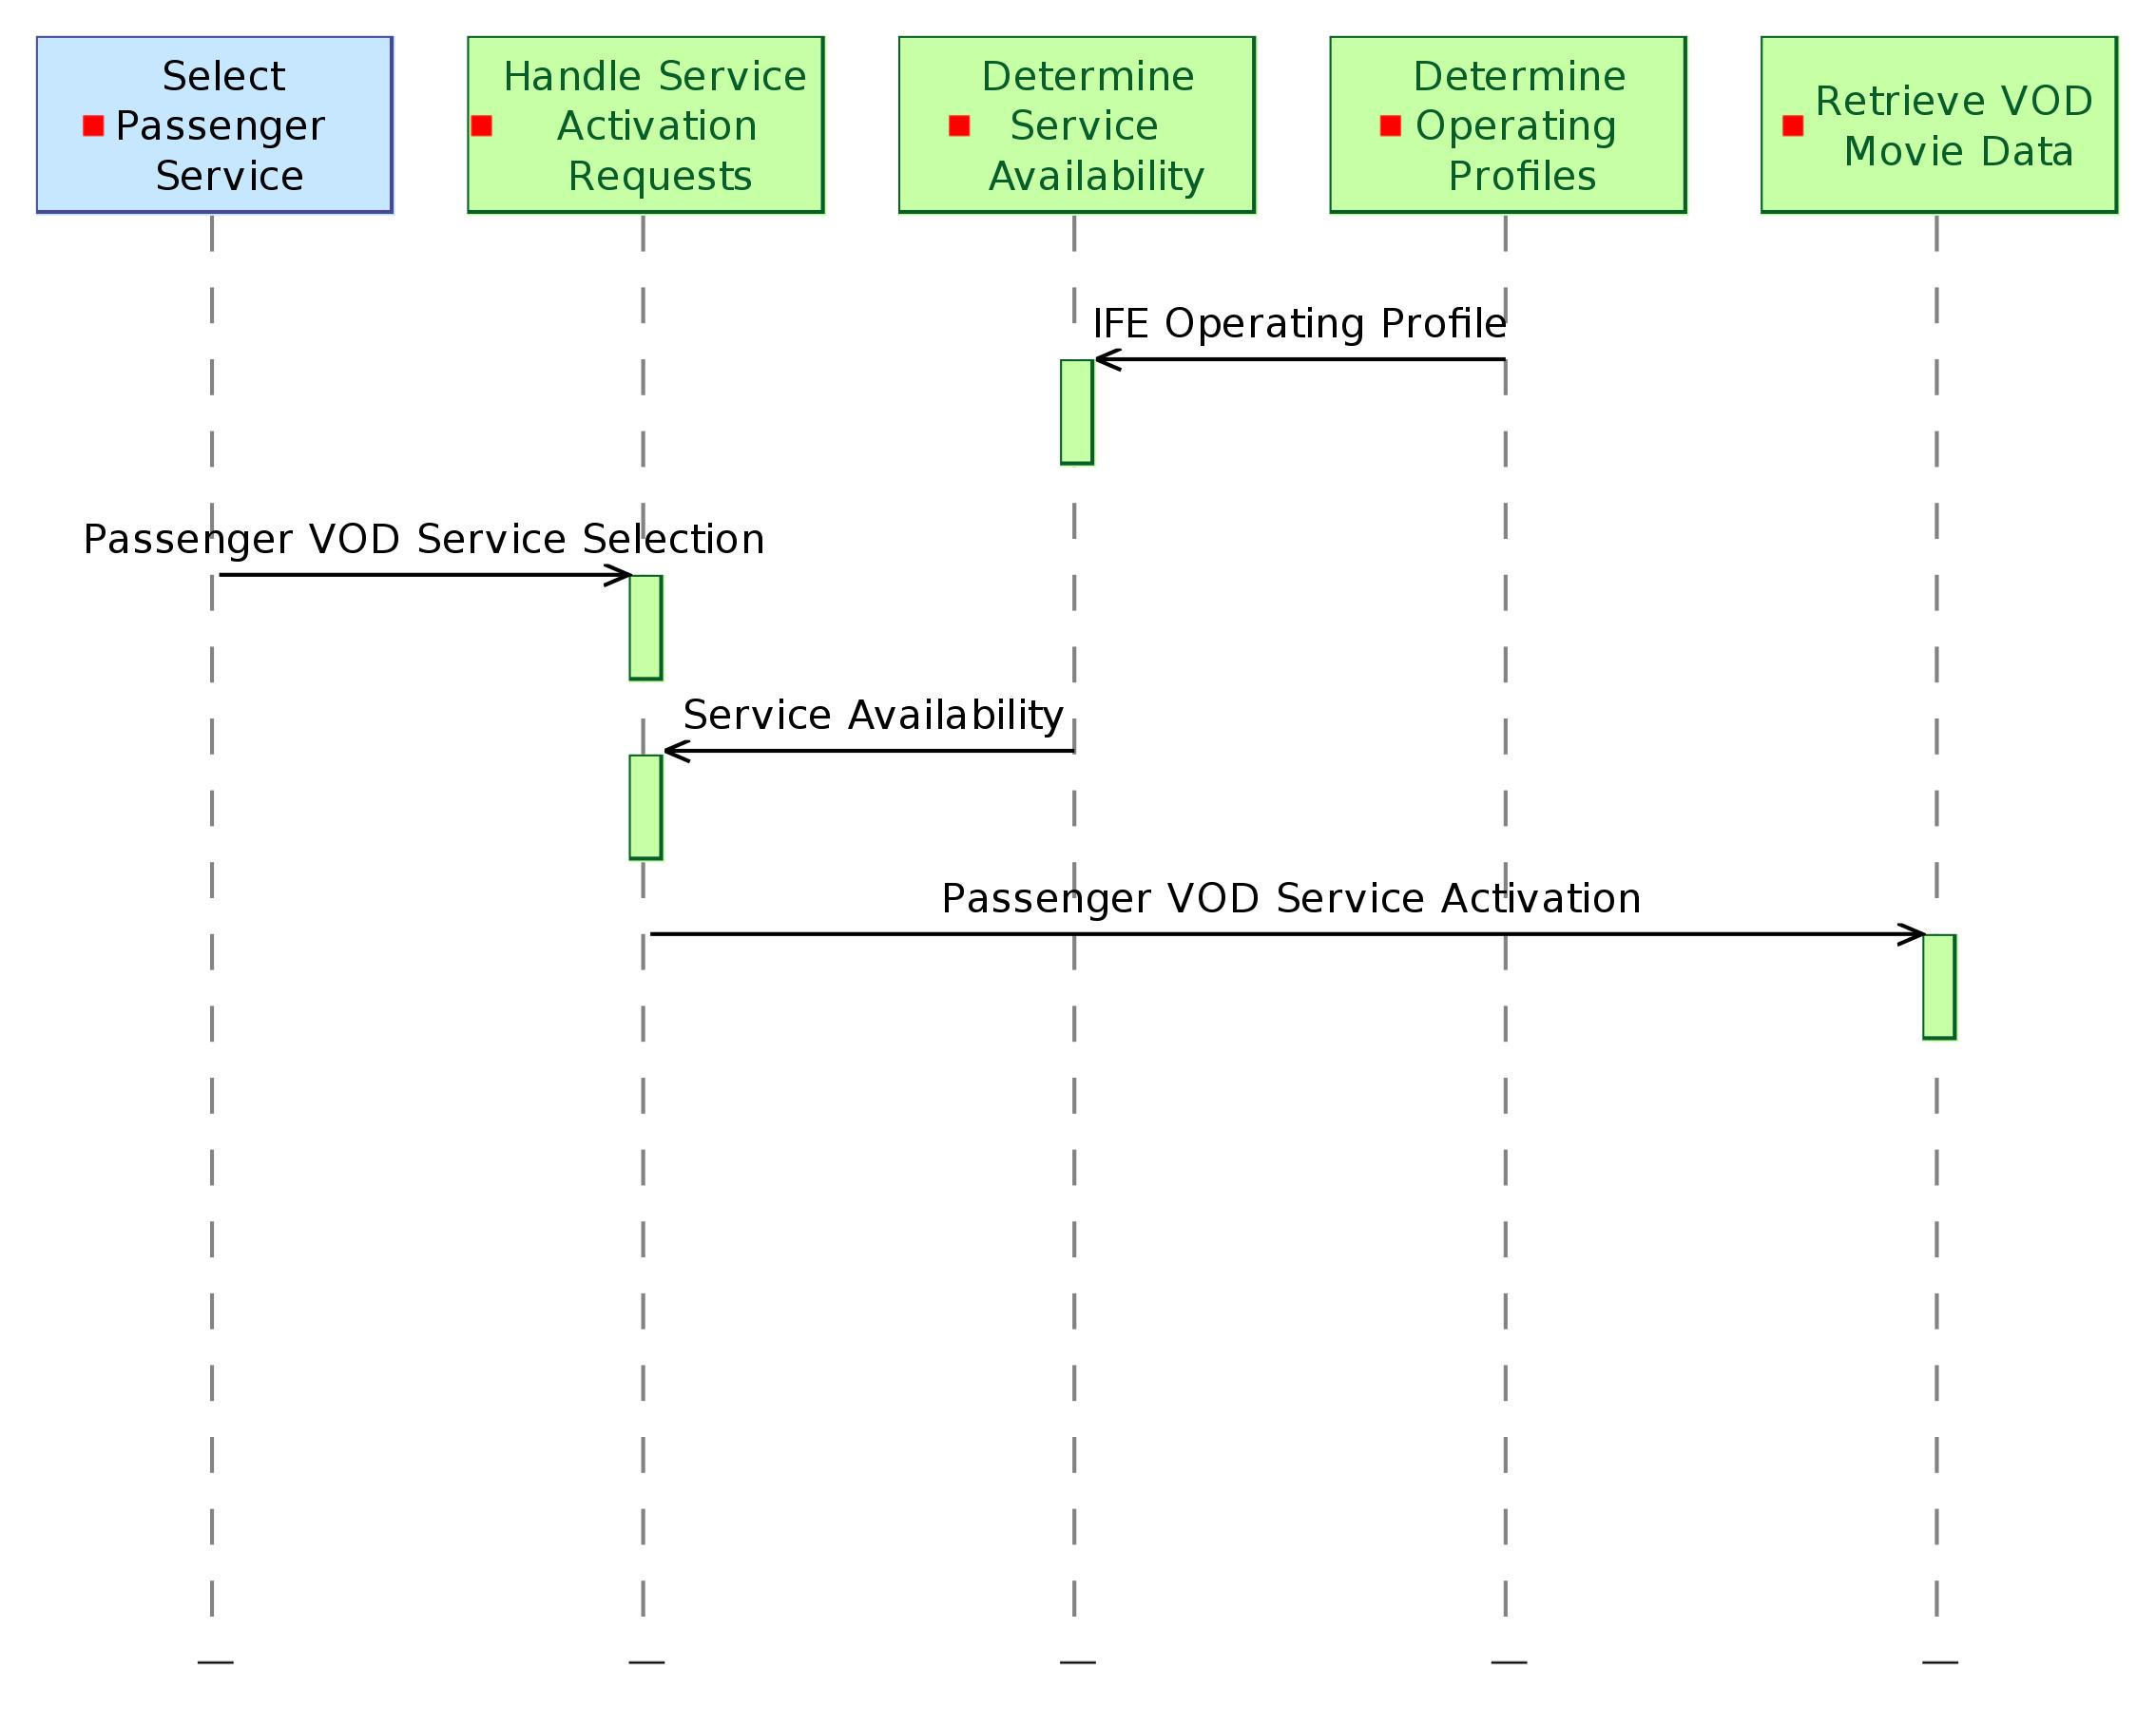 Select
Passenger
Service
Handle Service
Activation
Requests
Determine
Service
Availability
Determine
Operating
Profiles
Retrieve VOD
Movie Data
IFE Operating Profile
Passenger VOD Service Selection
Service Availability
Passenger VOD Service Activation